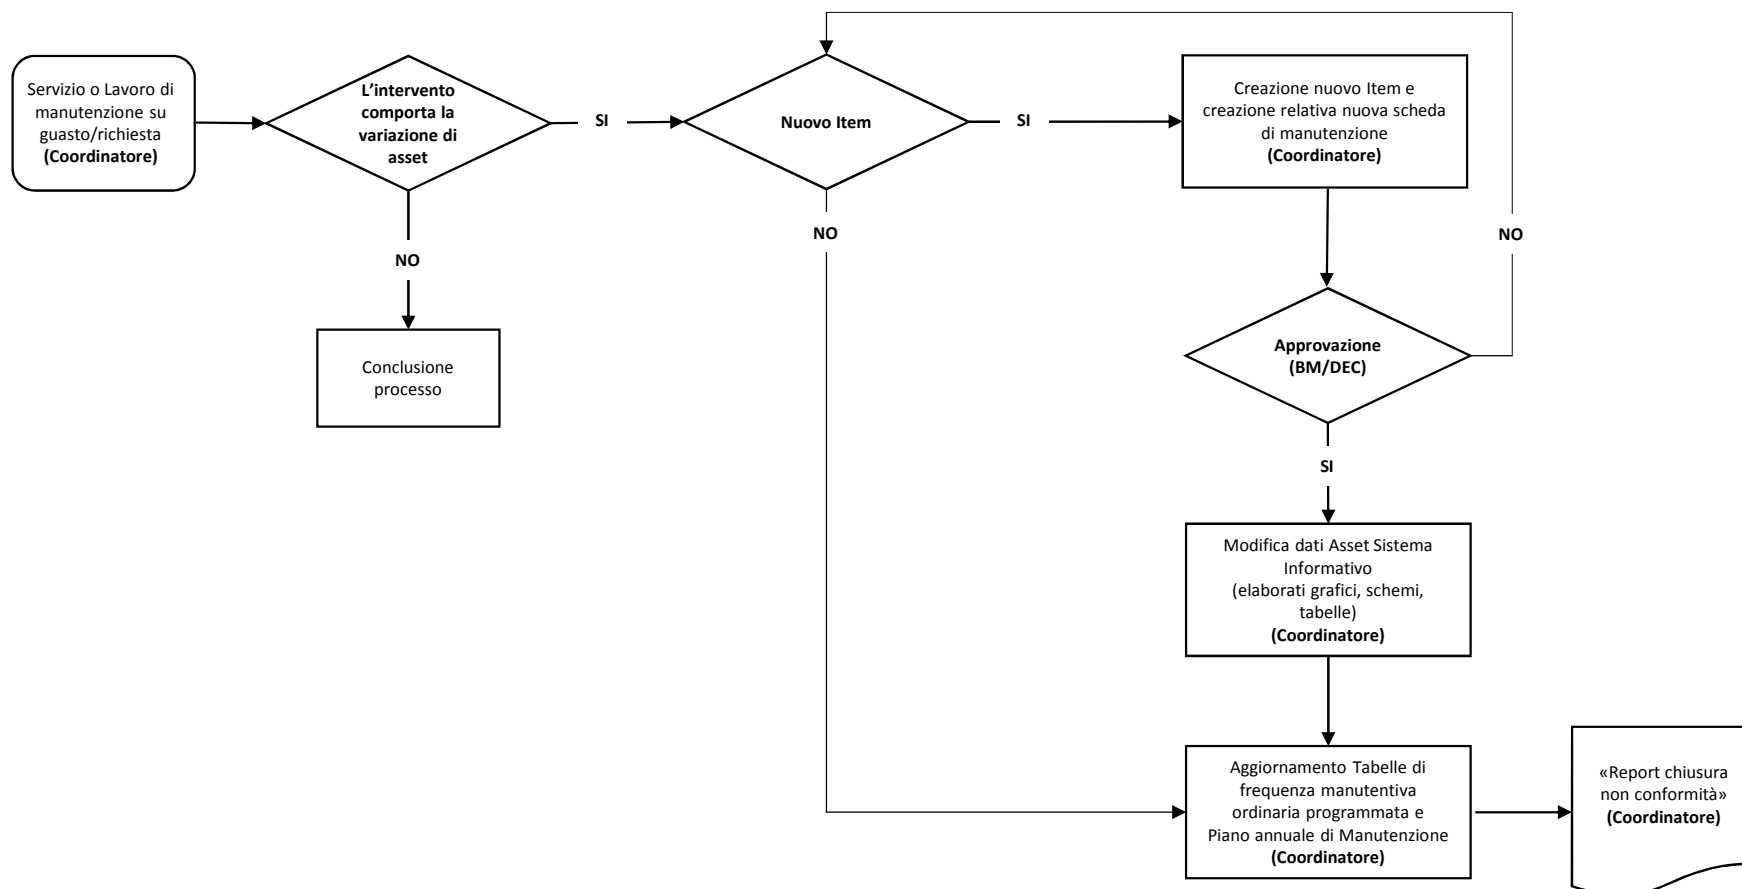 Servizio o Lavoro di
manutenzione su
guasto/richiesta
(Coordinatore)
L’intervento
comporta la
variazione di
asset
SI
Nuovo Item
SI
Creazione nuovo Item e
creazione relativa nuova scheda
di manutenzione
(Coordinatore)
NO
NO
NO
Conclusione
processo
Approvazione
(BM/DEC)
SI
Modifica dati Asset Sistema
Informativo
(elaborati grafici, schemi,
tabelle)
(Coordinatore)
Aggiornamento Tabelle di
frequenza manutentiva
ordinaria programmata e
Piano annuale di Manutenzione
(Coordinatore)
«Report chiusura
non conformità»
(Coordinatore)